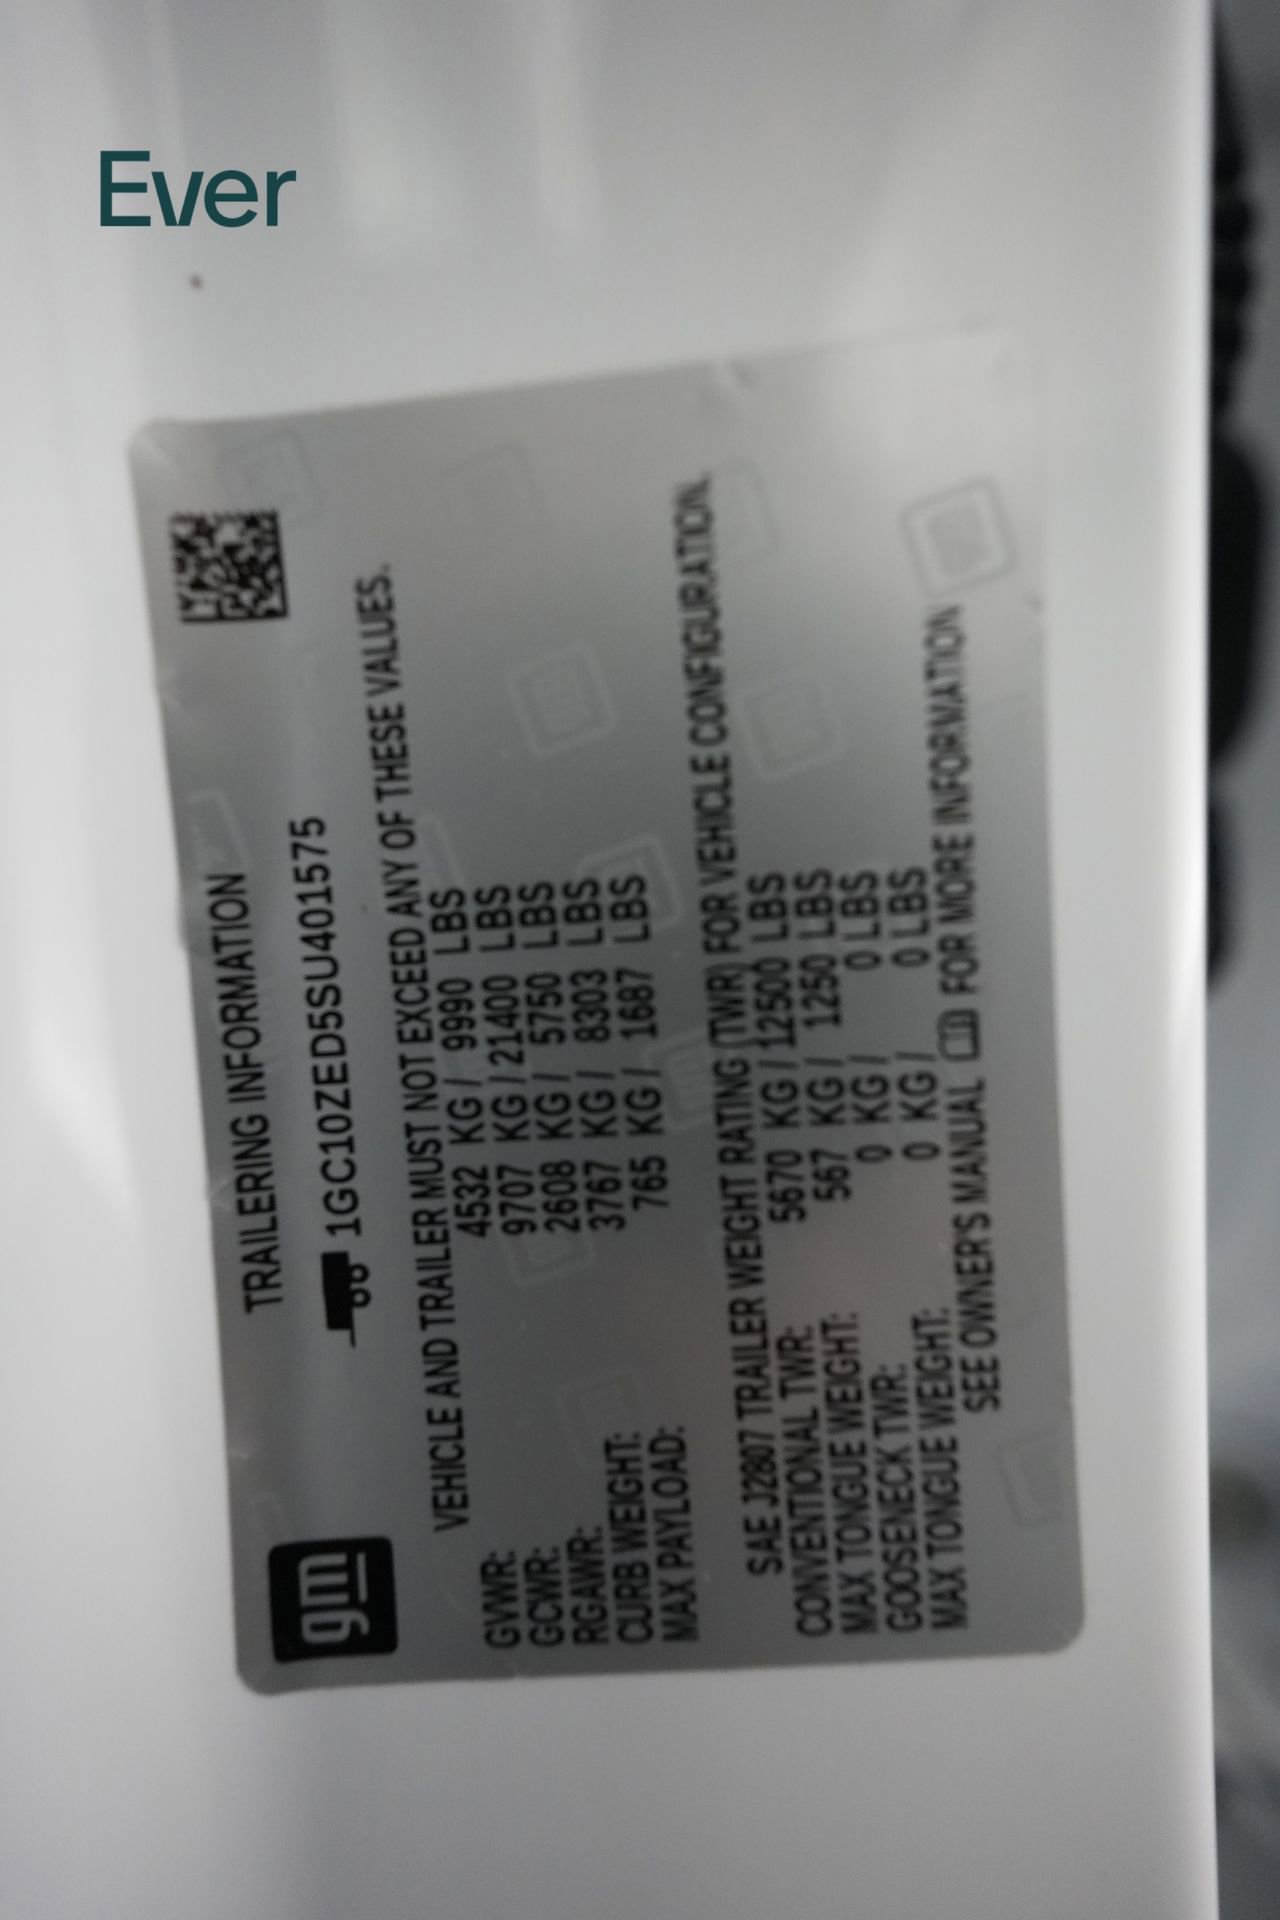 Ever
gm
TRAILERING INFORMATION
1GC10ZED5SU401575
VEHICLE AND TRAILER MUST NOT EXCEED ANY OF THESE VALUES.
GVWR: 4532 KG / 9990 LBS
GCWR: 9707 KG / 21400 LBS
RGAWR: 2608 KG / 5750 LBS
CURB WEIGHT: 3767 KG / 8303 LBS
MAX PAYLOAD: 765 KG / 1687 LBS
SAE J2807 TRAILER WEIGHT RATING (TWR) FOR VEHICLE CONFIGURATION.
CONVENTIONAL TWR: 5670 KG / 12500 LBS
MAX TONGUE WEIGHT: 567 KG / 1250 LBS
GOOSENECK TWR: 0 KG / 0 LBS
MAX TONGUE WEIGHT: 0 KG / 0 LBS
SEE OWNER'S MANUAL FOR MORE INFORMATION